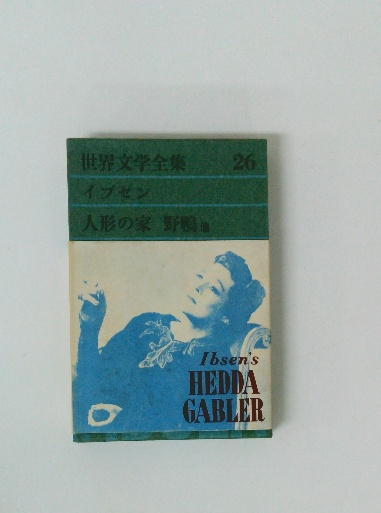 世界文学全集 26
イプセン
人形の家 野鴨 他
Ibsen's
HEDDA
GABLER